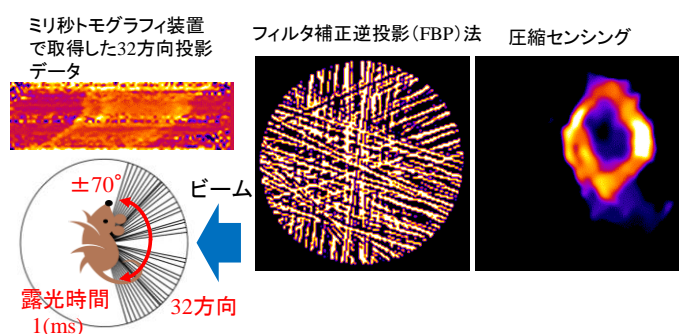 ミリ秒トモグラフィ装置
で取得した32方向投影
データ
フィルタ補正逆投影(FBP)法
圧縮センシング
±70°
ビーム
露光時間
1(ms)
32方向